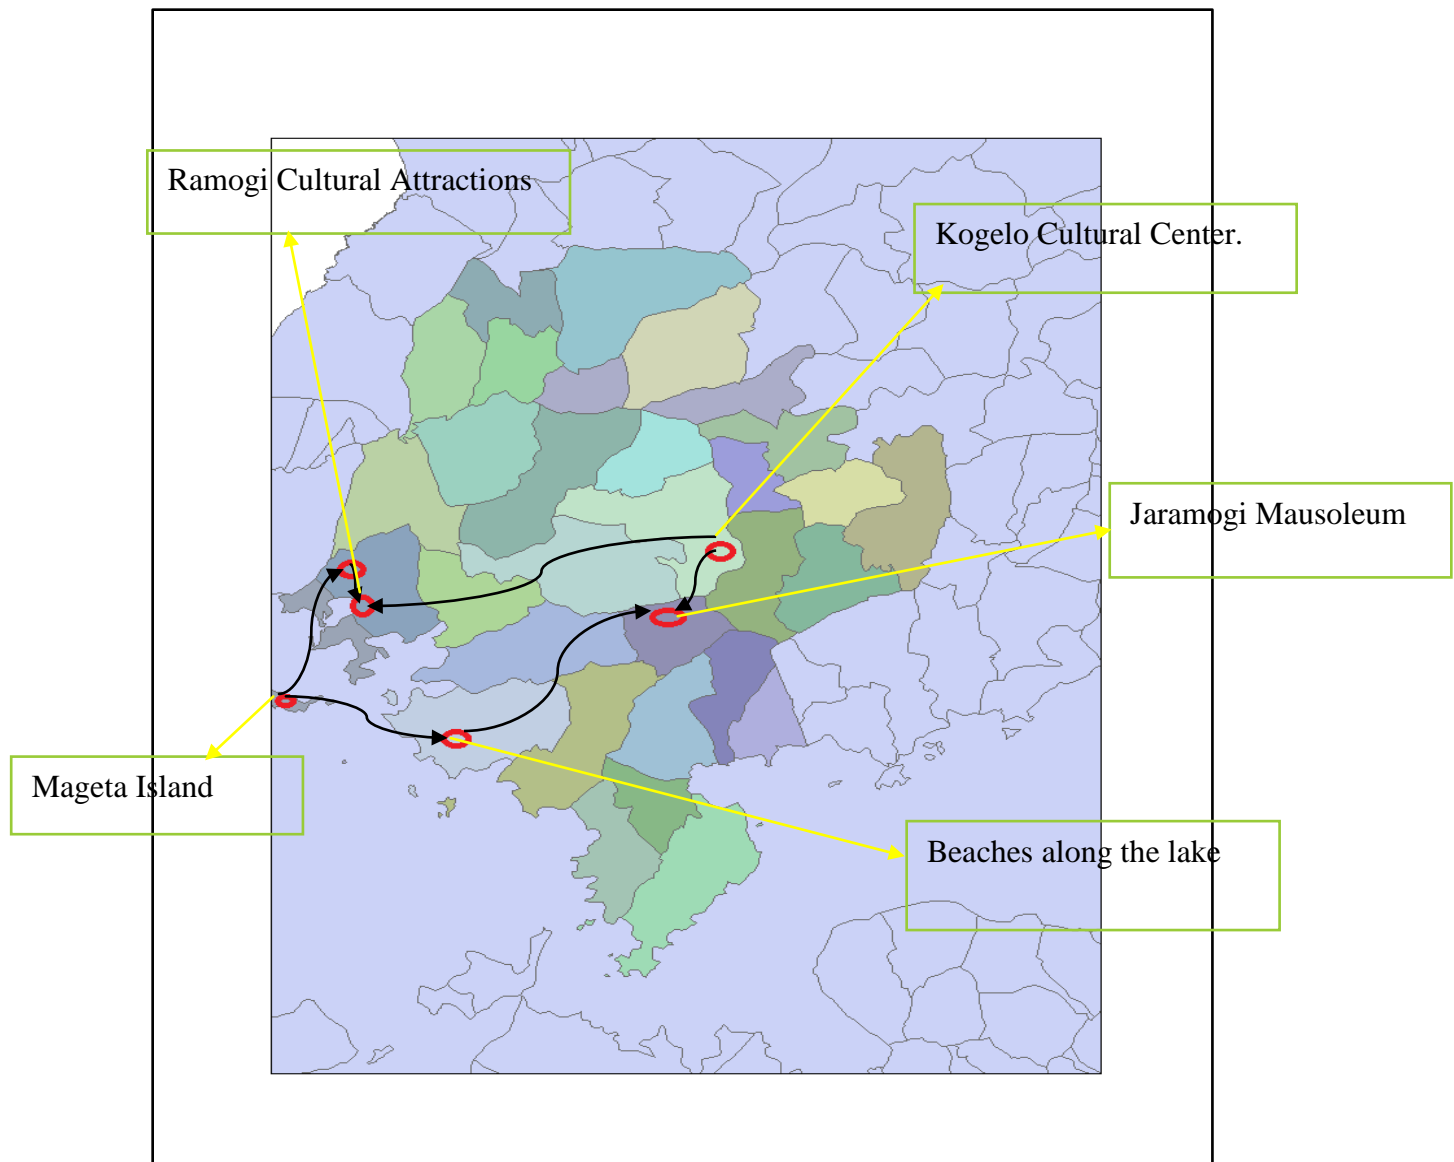 Ramogi Cultural Attractions
Kogelo Cultural Center.
Jaramogi Mausoleum
Mageta Island
Beaches along the lake